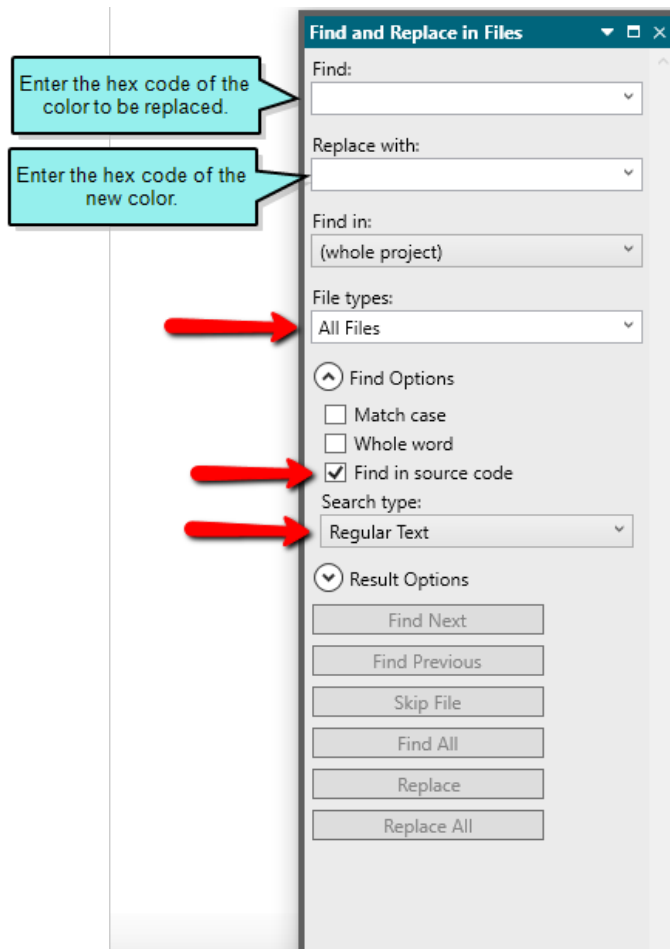 Find and Replace in Files
Find:
Enter the hex code of the
color to be replaced.
Replace with:
Enter the hex code of the
new color.
Find in:
(whole project)
File types:
All Files
Find Options
Match case
Whole word
Find in source code
Search type:
Regular Text
Result Options
Find Next
Find Previous
Skip File
Find All
Replace
Replace All